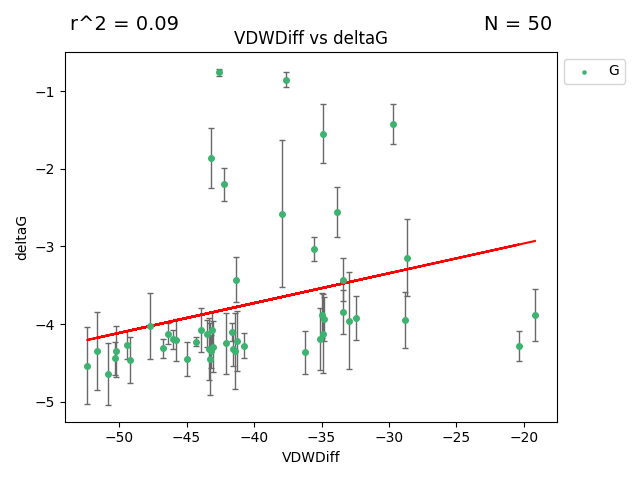 r^2 = 0.09
N = 50
VDWDiff vs deltaG
G
−1
−2
−3
−4
−5
deltaG
−50
−45
−40
−35
−30
−25
−20
VDWDiff